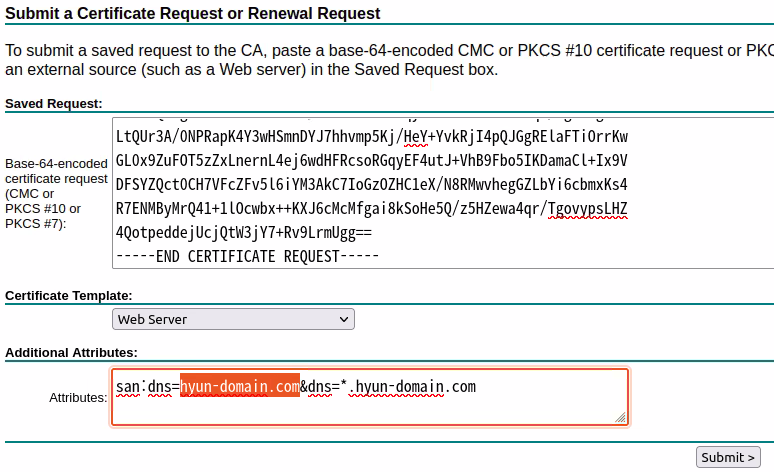 Submit a Certificate Request or Renewal Request
To submit a saved request to the CA, paste a base-64-encoded CMC or PKCS #10 certificate request or PKC
an external source (such as a Web server) in the Saved Request box.
Saved Request:
Base-64-encoded
certificate request
(CMC or
PKCS #10 or
PKCS #7):
LtQUr3A/ONPRapK4Y3wHSmnDYJ7hhvmp5Kj/HeY+YvkRjI4pQJGgRElaFTiOrrKw
GLOx9ZuFOT5zZxLnernL4ej6wdHFRcsoRGqyEF4utJ+VhB9Fbo5IKDamaCl+Ix9V
DFSYZQctOCH7VFcZFv5l6iYM3AkC7IoGzOZHC1eX/N8RMwvhegGZLbYi6cbmxKs4
R7ENMByMrQ41+1lOcwbx++KXJ6cMcMfgai8kSoHe5Q/z5HZewa4qr/TgovypsLHZ
4QotpeddejUcjQtW3jY7+Rv9LrmUgg==
-----END CERTIFICATE REQUEST-----
Certificate Template:
Web Server
Additional Attributes:
Attributes:
san:dns=hyun-domain.com&dns=*.hyun-domain.com
Submit >